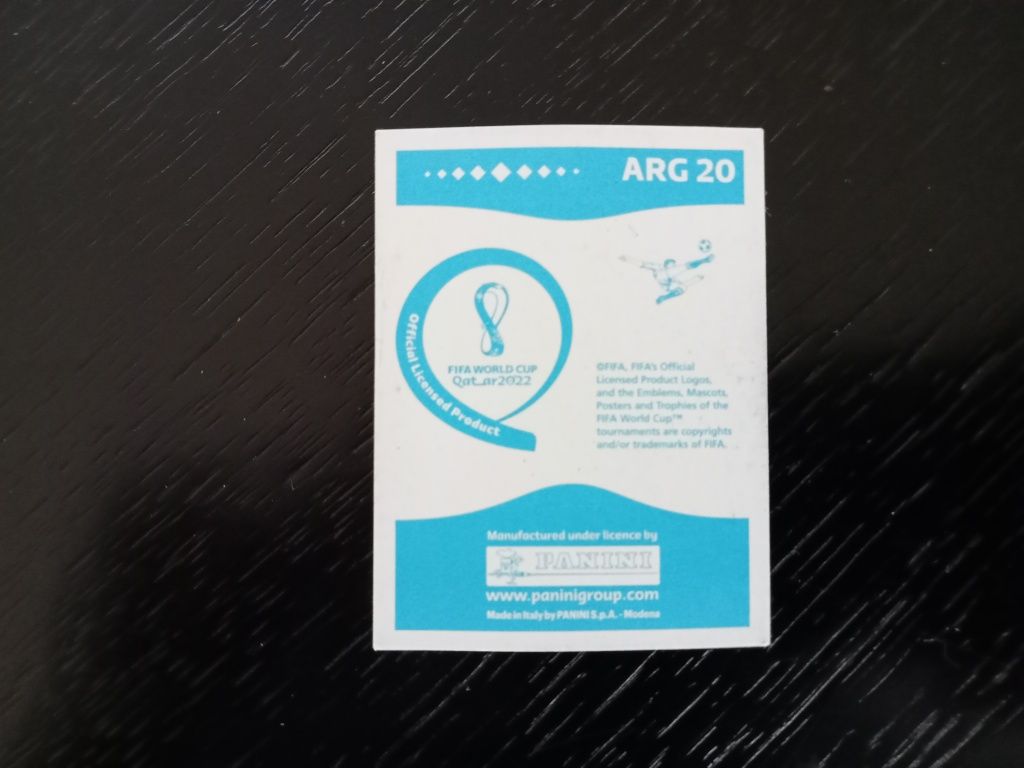 ARG 20
Official Licensed Product
FIFA WORLD CUP
Qatar2022
©FIFA, FIFA's Official
Licensed Product Logos,
and the Emblems, Mascots,
Posters and Trophies of the
FIFA World Cup™
tournaments are copyrights
and/or trademarks of FIFA.
Manufactured under licence by
PANINI
www.paninigroup.com
Made in Italy by PANINI S.p.A. - Modena